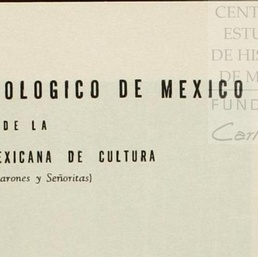 CENT
ESTU
DE HIS
DE M
FUND
Car
OLOGICO DE MEXICO
DE LA
EXICANA DE CULTURA
arones y Señoritas)